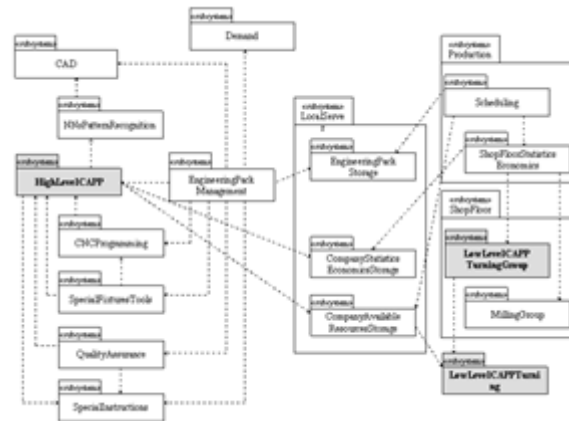 «subsystem»
Demand
«subsystem»
CAD
«subsystem»
NNsPatternRecognition
«subsystem»
HighLevelCAPP
«subsystem»
EngineeringPack
Management
«subsystem»
CNCProgramming
«subsystem»
SpecialFixturesTools
«subsystem»
QualityAssurance
«subsystem»
SpecialInstructions
«subsystem»
LocalServe
r
«subsystem»
EngineeringPack
Storage
«subsystem»
CompanyStatistics
EconomicsStorage
«subsystem»
CompanyAvailable
ResourcesStorage
«subsystem»
Production
«subsystem»
Scheduling
«subsystem»
ShopFloorStatistics
Economics
«subsystem»
ShopFloor
«subsystem»
LowLevelCAPP
TurningGroup
«subsystem»
MillingGroup
«subsystem»
LowLevelCAPPTurni
ng